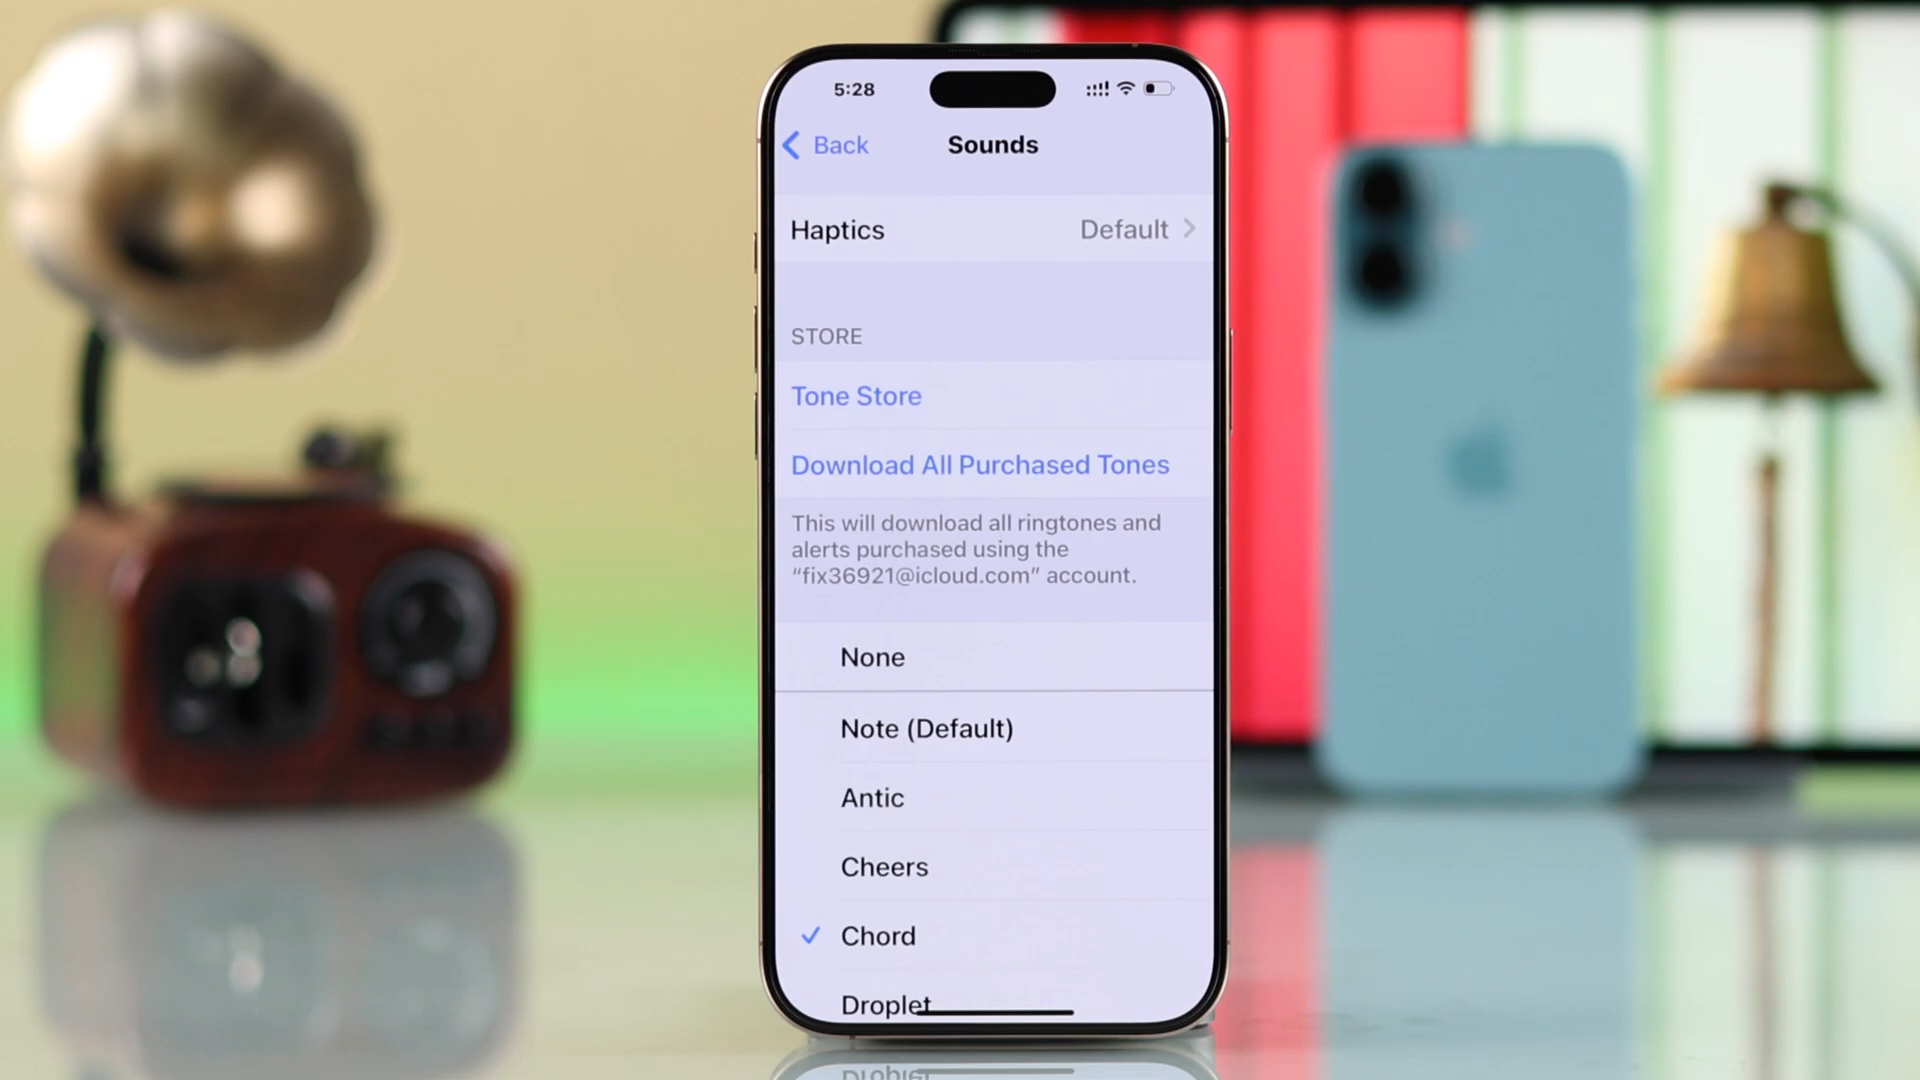 5:28
Back
Sounds
Haptics
Default
STORE
Tone Store
Download All Purchased Tones
This will download all ringtones and
alerts purchased using the
“fix36921@icloud.com” account.
None
Note (Default)
Antic
Cheers
Chord
Droplet
Droplet